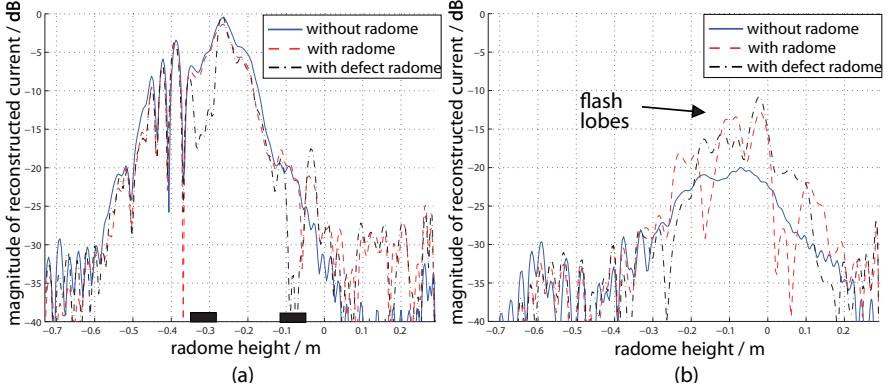 magnitude of reconstructed current / dB
0
−5
−10
−15
−20
−25
−30
−35
−40
−0.7
−0.6
−0.5
−0.4
−0.3
−0.2
−0.1
0
0.1
0.2
radome height / m
without radome
with radome
with defect radome
(a)
magnitude of reconstructed current / dB
0
−5
−10
−15
−20
−25
−30
−35
−40
−0.7
−0.6
−0.5
−0.4
−0.3
−0.2
−0.1
0
0.1
0.2
radome height / m
without radome
with radome
with defect radome
flash
lobes
(b)